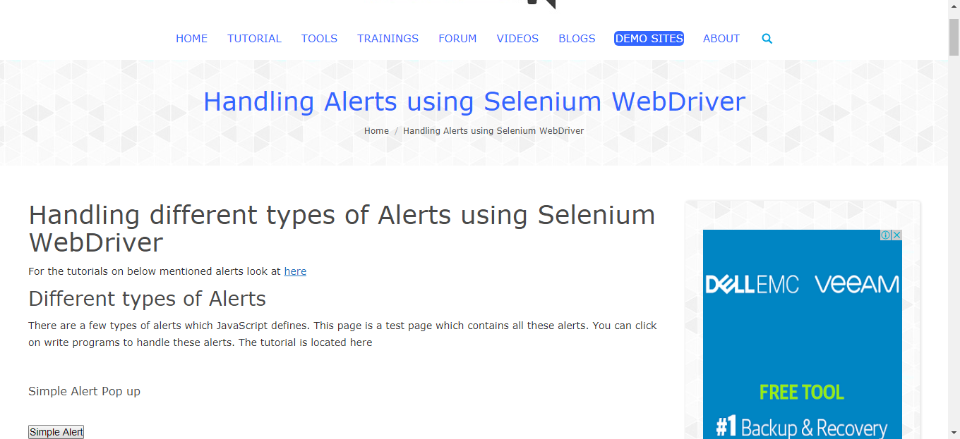 HOME TUTORIAL TOOLS TRAININGS FORUM VIDEOS BLOGS DEMO SITES ABOUT
Handling Alerts using Selenium WebDriver
Home / Handling Alerts using Selenium WebDriver
Handling different types of Alerts using Selenium
WebDriver
For the tutorials on below mentioned alerts look at here
Different types of Alerts
There are a few types of alerts which JavaScript defines. This page is a test page which contains all these alerts. You can click
on write programs to handle these alerts. The tutorial is located here
Simple Alert Pop up
Simple Alert
DELLEMC VEEAM
FREE TOOL
#1 Backup & Recovery